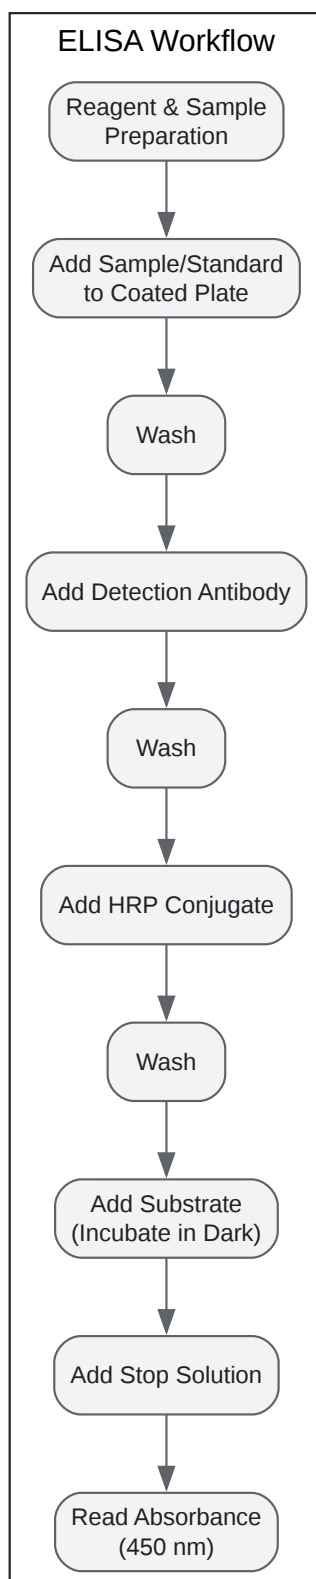 ELISA Workflow
Reagent & Sample
Preparation
Add Sample/Standard
to Coated Plate
Wash
Add Detection Antibody
Wash
Add HRP Conjugate
Wash
Add Substrate
(Incubate in Dark)
Add Stop Solution
Read Absorbance
(450 nm)